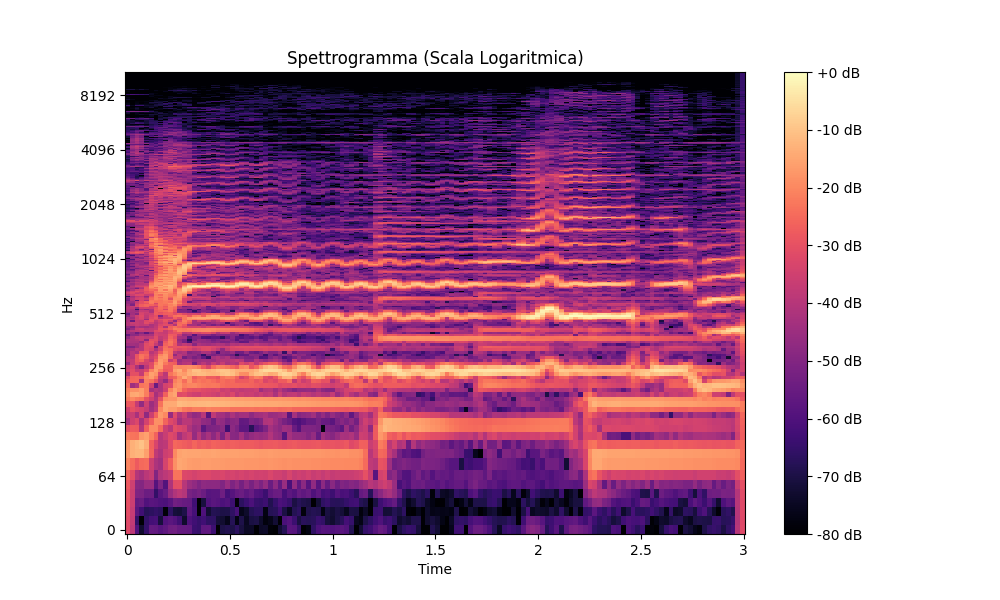 Spettrogramma (Scala Logaritmica)
8192
4096
2048
1024
512
256
128
64
0
Hz
0
0.5
1
1.5
2
2.5
3
Time
+0 dB
-10 dB
-20 dB
-30 dB
-40 dB
-50 dB
-60 dB
-70 dB
-80 dB